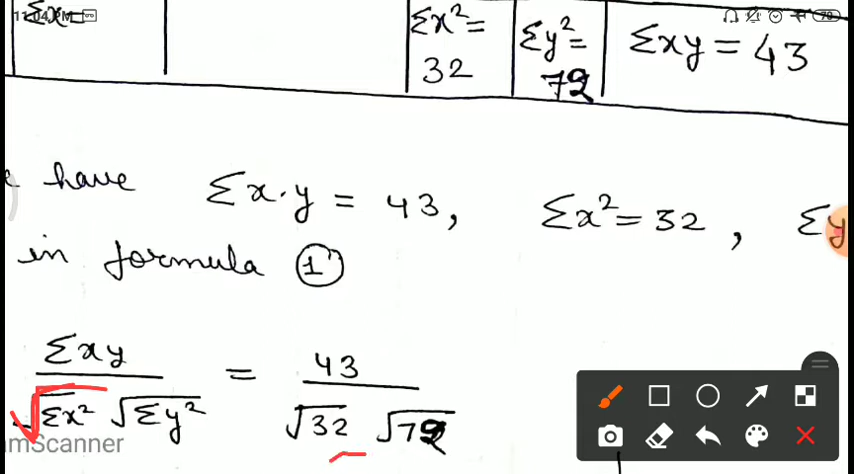 Σx²= 32
Σy²= 72
Σxy = 43
have Σx·y = 43, Σx² = 32, Σy
in formula ①
Σxy / √Σx² √Σy² = 43 / √32 √72
amScanner